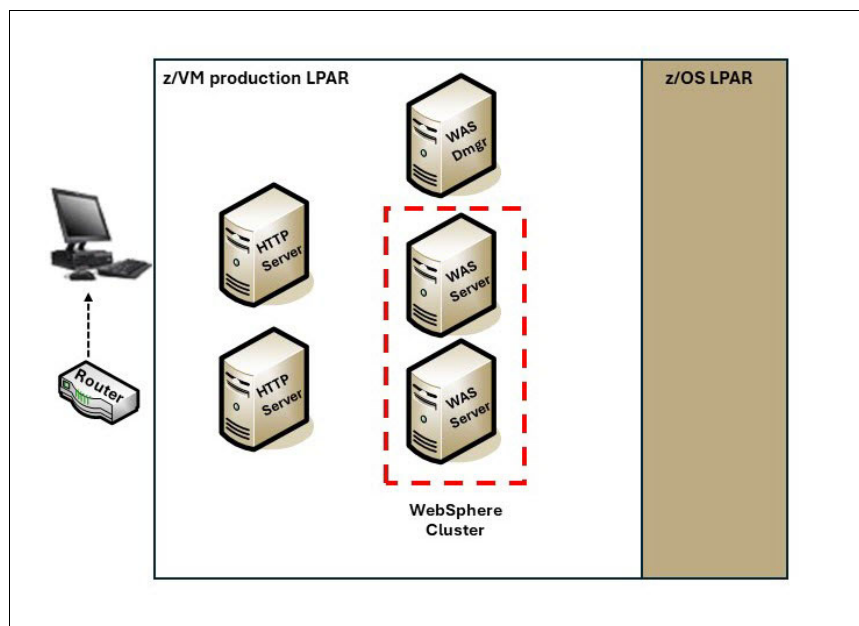 z/VM production LPAR
z/OS LPAR
WAS
Dmgr
HTTP
Server
WAS
Server
Router
HTTP
Server
WAS
Server
WebSphere
Cluster